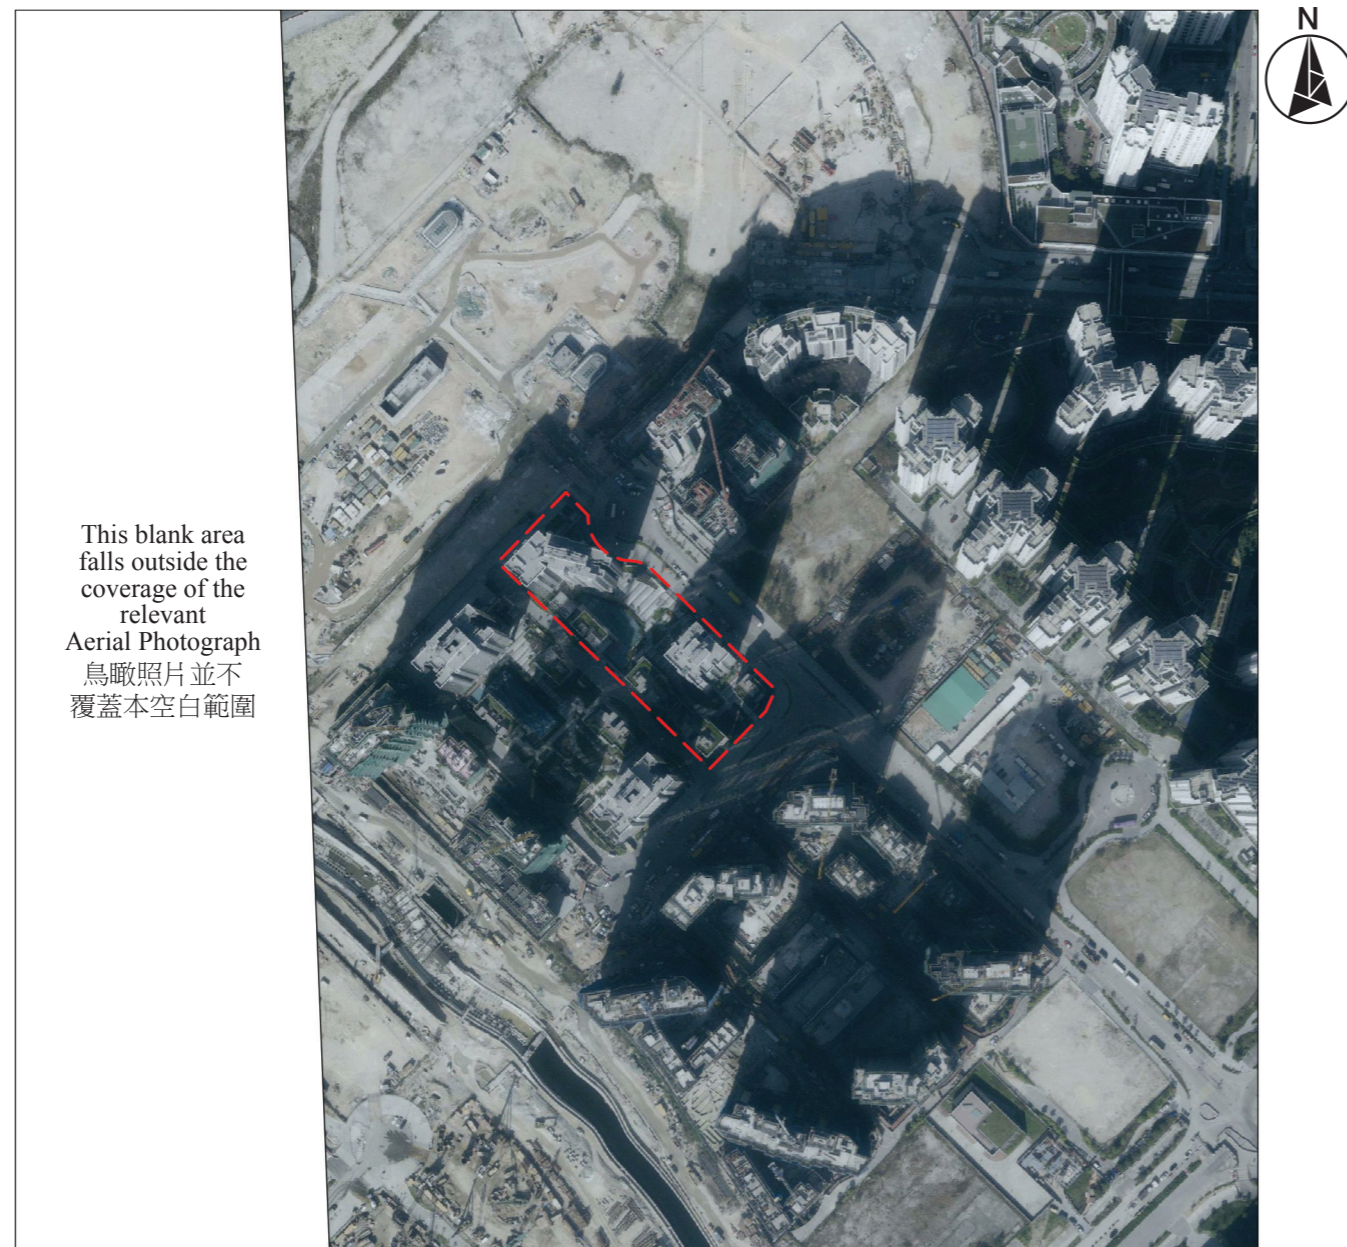 N
This blank area
falls outside the
coverage of the
relevant
Aerial Photograph
鳥瞰照片並不
覆蓋本空白範圍